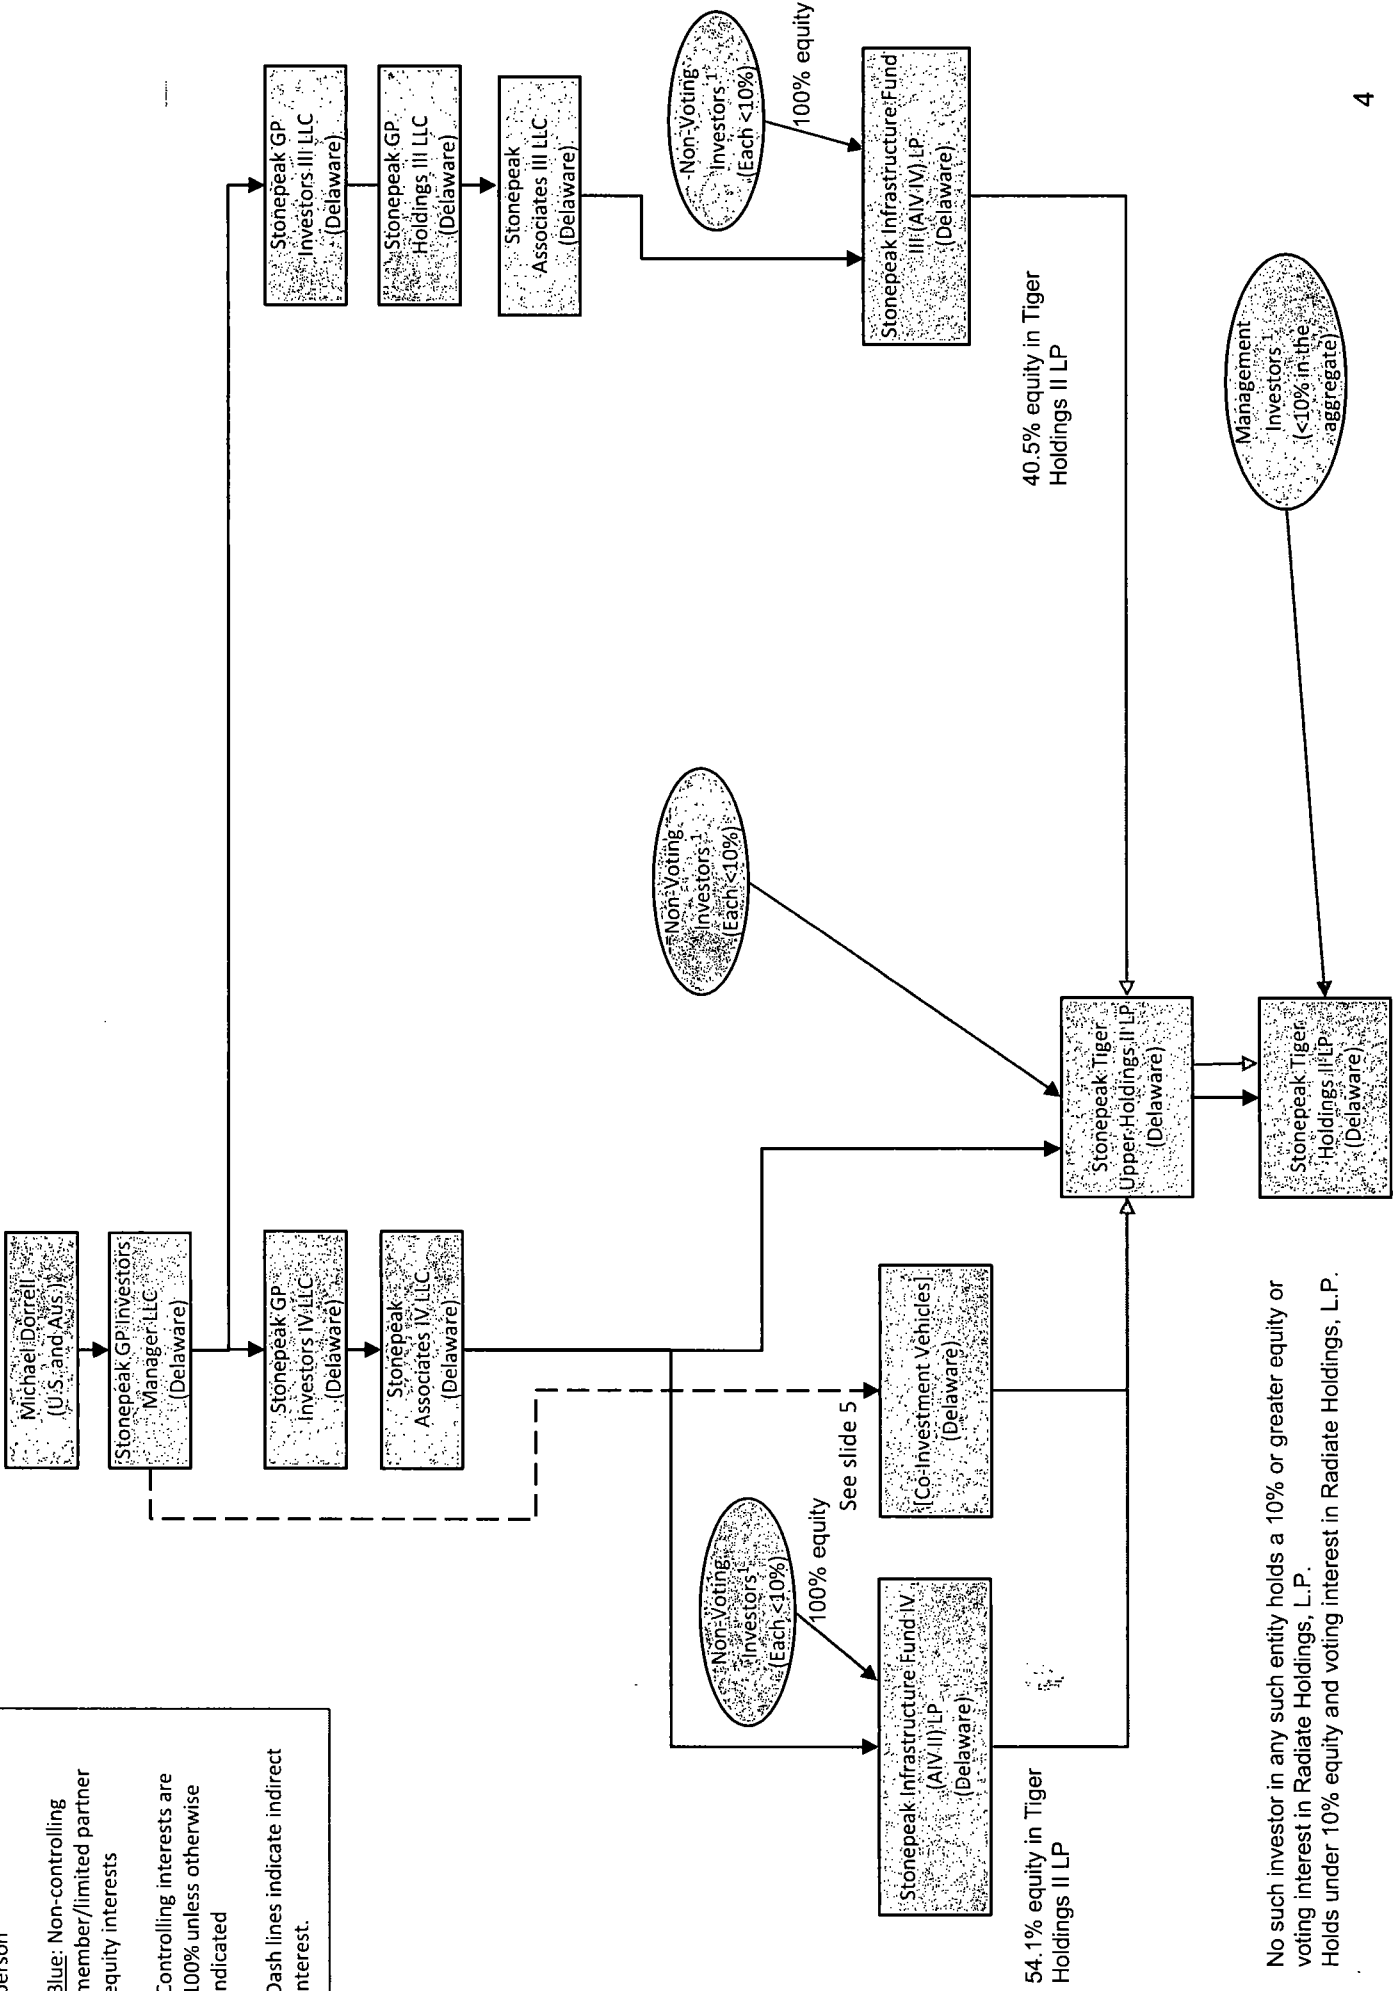 person
Blue: Non-controlling
member/limited partner
equity interests
Controlling interests are
100% unless otherwise
indicated
Dash lines indicate indirect
interest.
Michael Dorrell
(U.S. and Aus.)
Stonepeak GP Investors
Manager LLC
(Delaware)
Stonepeak GP
Investors IV LLC
(Delaware)
Stonepeak
Associates IV LLC
(Delaware)
Stonepeak GP
Investors III LLC
(Delaware)
Stonepeak GP
Holdings III LLC
(Delaware)
Stonepeak
Associates III LLC
(Delaware)
Non-Voting
Investors 1
(Each <10%)
100% equity
See slide 5
Non-Voting
Investors 1
(Each <10%)
Non-Voting
Investors 1
(Each <10%)
100% equity
Stonepeak Infrastructure Fund IV
(AIV II) LP
(Delaware)
[Co-Investment Vehicles]
(Delaware)
Stonepeak Infrastructure Fund
III (AIV IV) LP
(Delaware)
54.1% equity in Tiger
Holdings II LP
40.5% equity in Tiger
Holdings II LP
Stonepeak Tiger
Upper Holdings II LP
(Delaware)
Management
Investors 1
(<10% in the
aggregate)
Stonepeak Tiger
Holdings II LP
(Delaware)
No such investor in any such entity holds a 10% or greater equity or
voting interest in Radiate Holdings, L.P.
Holds under 10% equity and voting interest in Radiate Holdings, L.P.
4